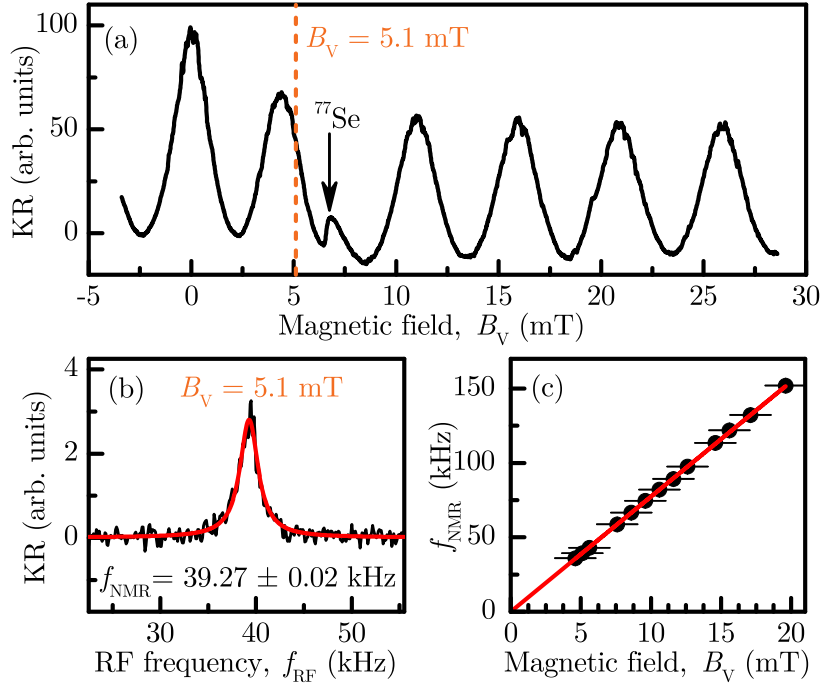 (a)
B_V = 5.1 mT
⁷⁷Se
KR (arb. units)
100
50
0
-5 0 5 10 15 20 25 30
Magnetic field, B_V (mT)
(b)
B_V = 5.1 mT
KR (arb. units)
4
2
0
f_NMR = 39.27 ± 0.02 kHz
30 40 50
RF frequency, f_RF (kHz)
(c)
f_NMR (kHz)
150
100
50
0
0 5 10 15 20
Magnetic field, B_V (mT)